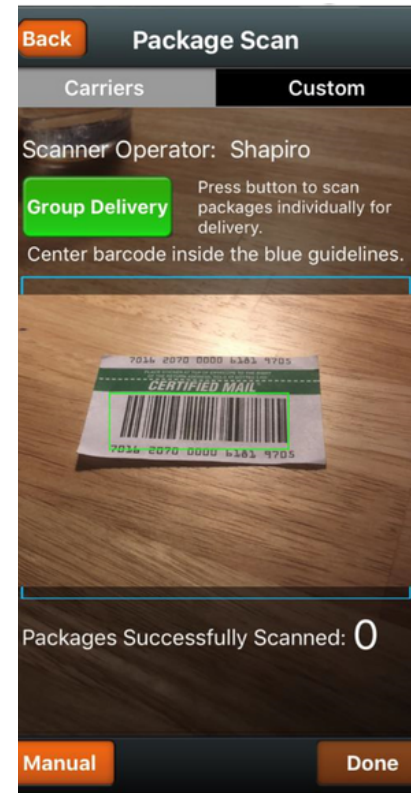 Back
Package Scan
Carriers
Custom
Scanner Operator: Shapiro
Group Delivery
Press button to scan
packages individually for
delivery.
Center barcode inside the blue guidelines.
7016 2070 0000 6181 9705
CERTIFIED MAIL
7016 2070 0000 6181 9705
Packages Successfully Scanned: 0
Manual
Done